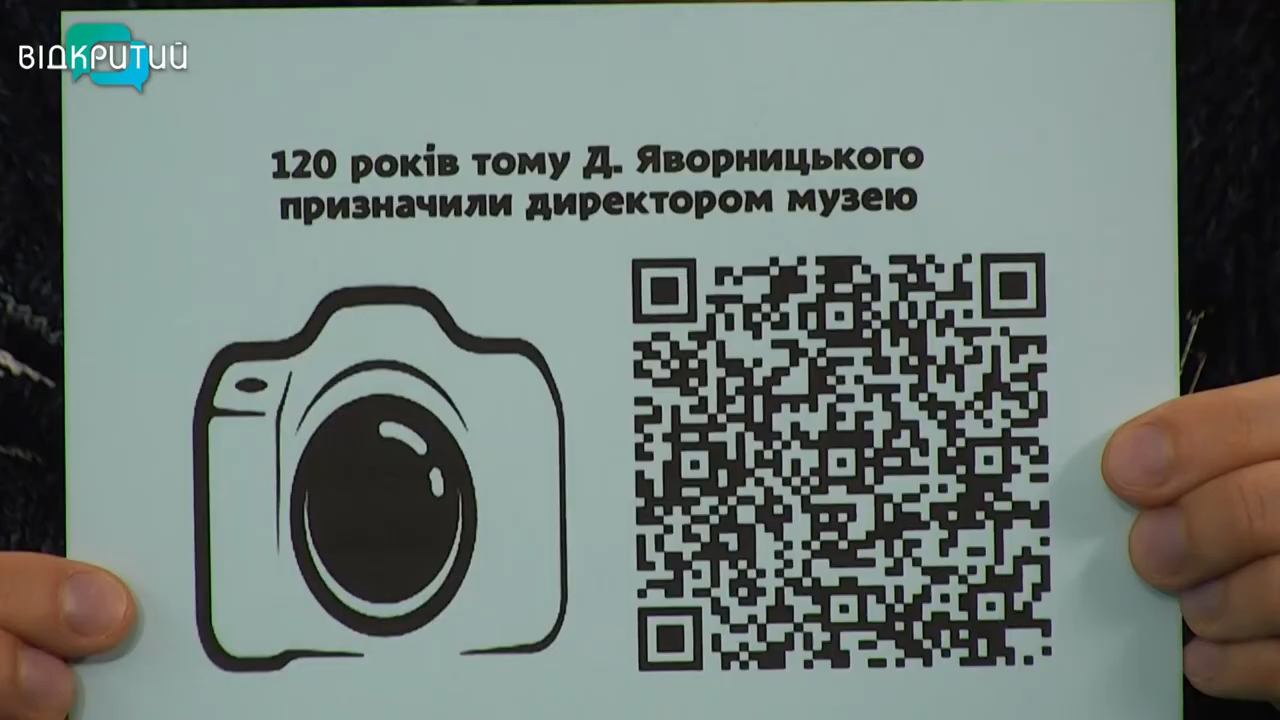 ВІДКРИТИЙ
120 років тому Д. Яворницького
призначили директором музею